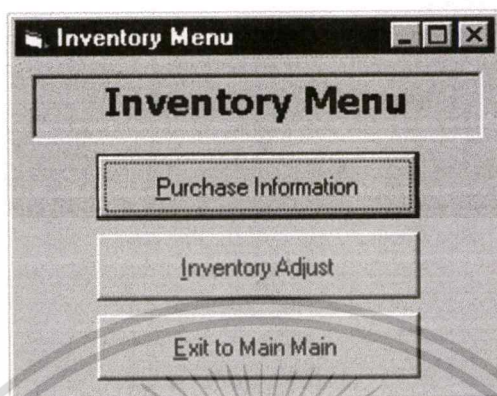 Inventory Menu
Inventory Menu
Purchase Information
Inventory Adjust
Exit to Main Main